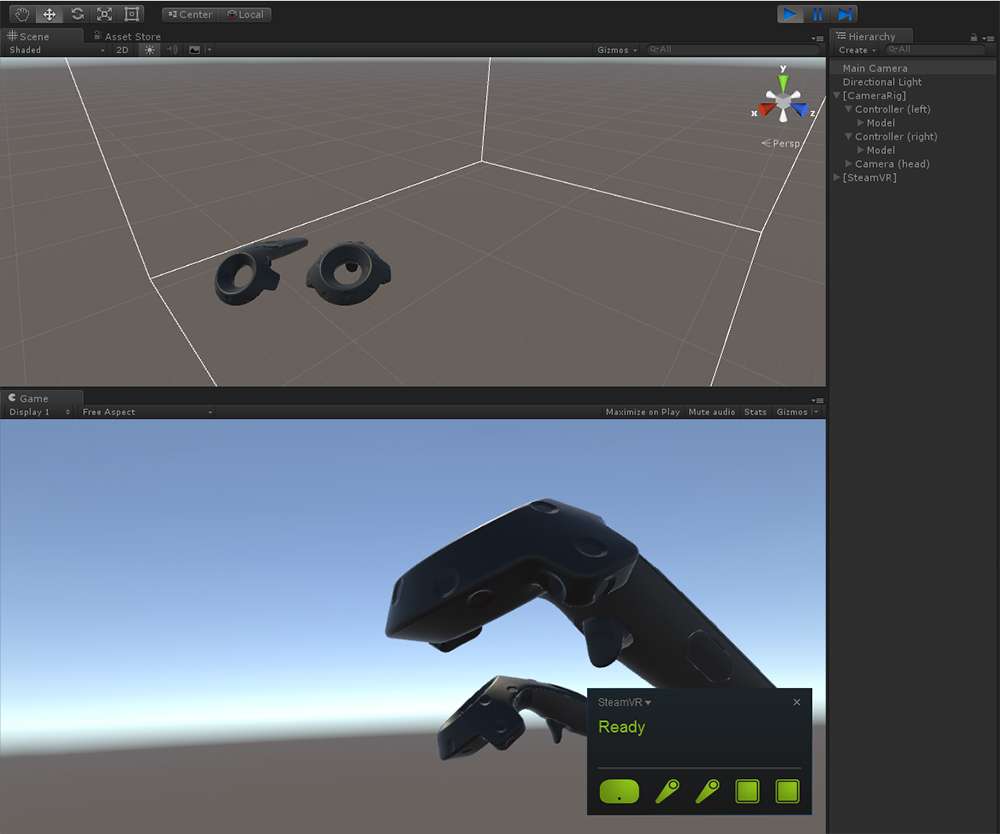 Center Local
Scene Asset Store
Shaded 2D Gizmos All
y
x z
Persp
Hierarchy
Create All
Main Camera
Directional Light
[CameraRig]
Controller (left)
Model
Controller (right)
Model
Camera (head)
[SteamVR]
Game
Display 1 Free Aspect Maximize on Play Mute audio Stats Gizmos
SteamVR
Ready